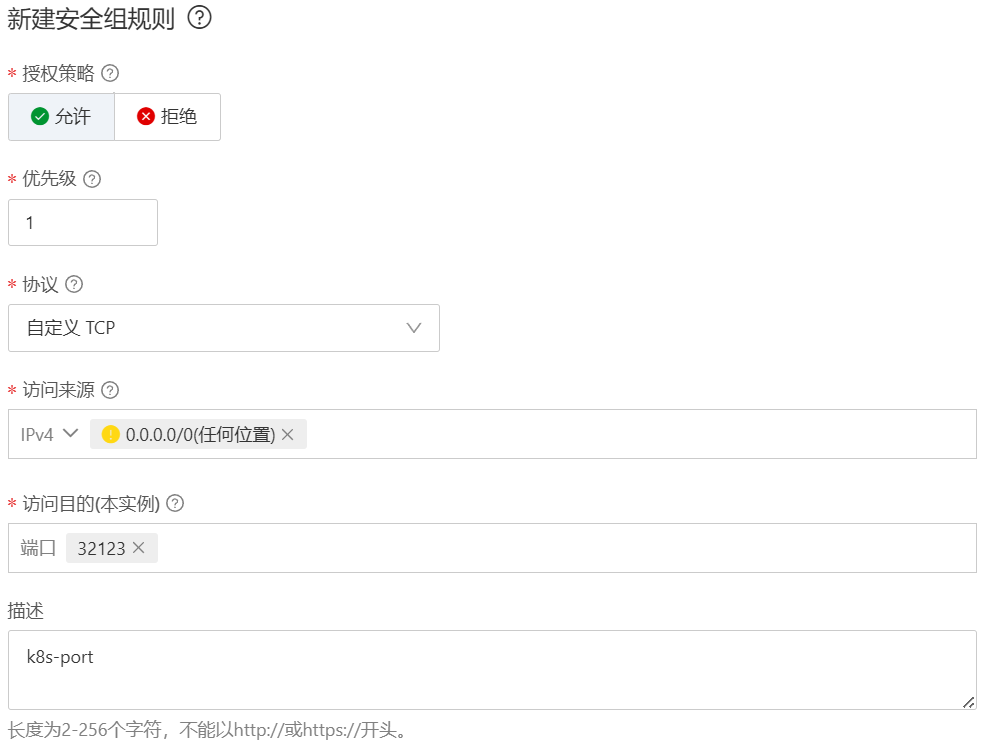 新建安全组规则
* 授权策略
允许 拒绝
* 优先级
1
* 协议
自定义 TCP
* 访问来源
IPv4 0.0.0.0/0(任何位置)
* 访问目的(本实例)
端口 32123
描述
k8s-port
长度为2-256个字符，不能以http://或https://开头。